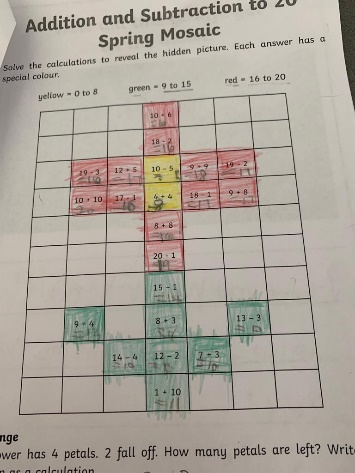 Addition and Subtraction to 20
Spring Mosaic
Solve the calculations to reveal the hidden picture. Each answer has a
special colour.
yellow = 0 to 8
green = 9 to 15
red = 16 to 20
10 + 6
18 - 2
19 - 3 12 + 5 10 - 5 9 + 9 19 - 2
10 + 10 17 - 1 4 + 4 18 - 1 9 + 8
8 + 8
20 - 1
15 - 1
9 + 4 8 + 3 13 - 3
14 - 4 12 - 2 7 + 3
1 + 10
nge
ower has 4 petals. 2 fall off. How many petals are left? Write